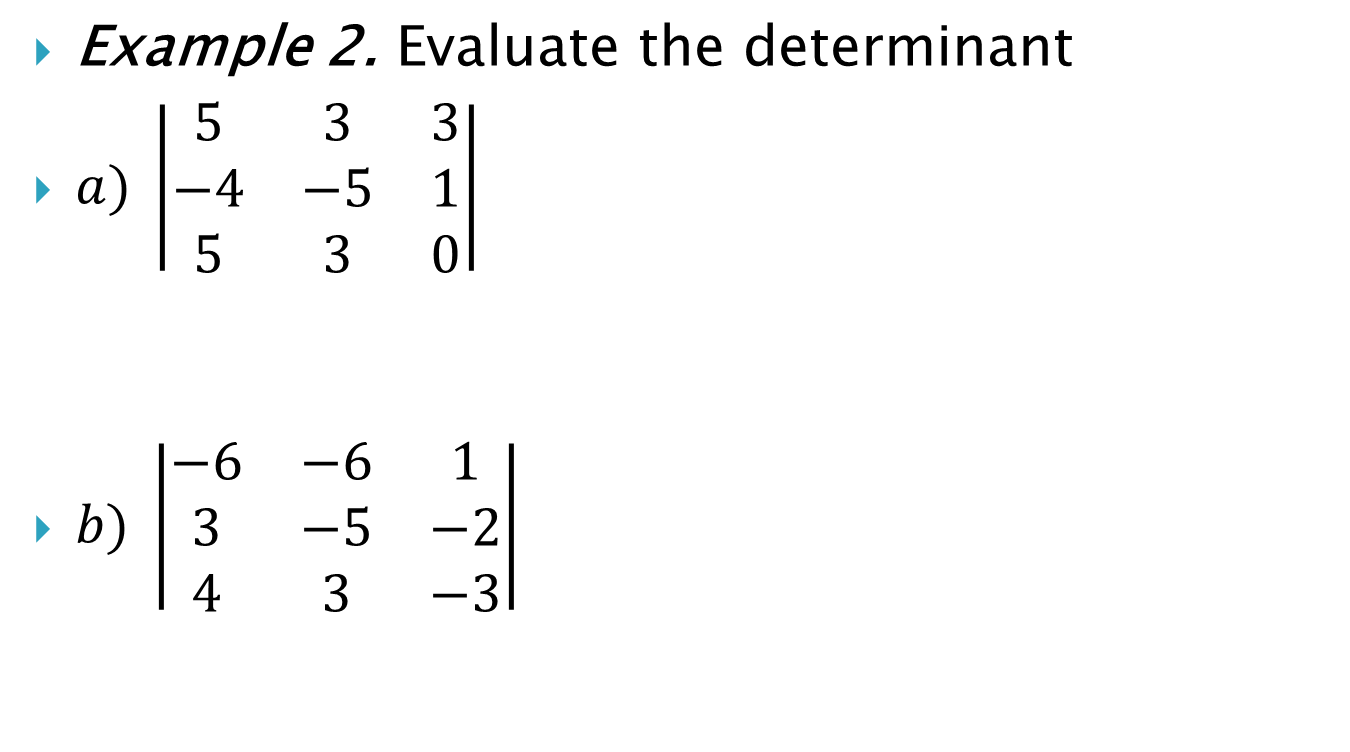 Example 2. Evaluate the determinant
5 3 3
a) −4 −5 1
5 3 0
−6 −6 1
b) 3 −5 −2
4 3 −3